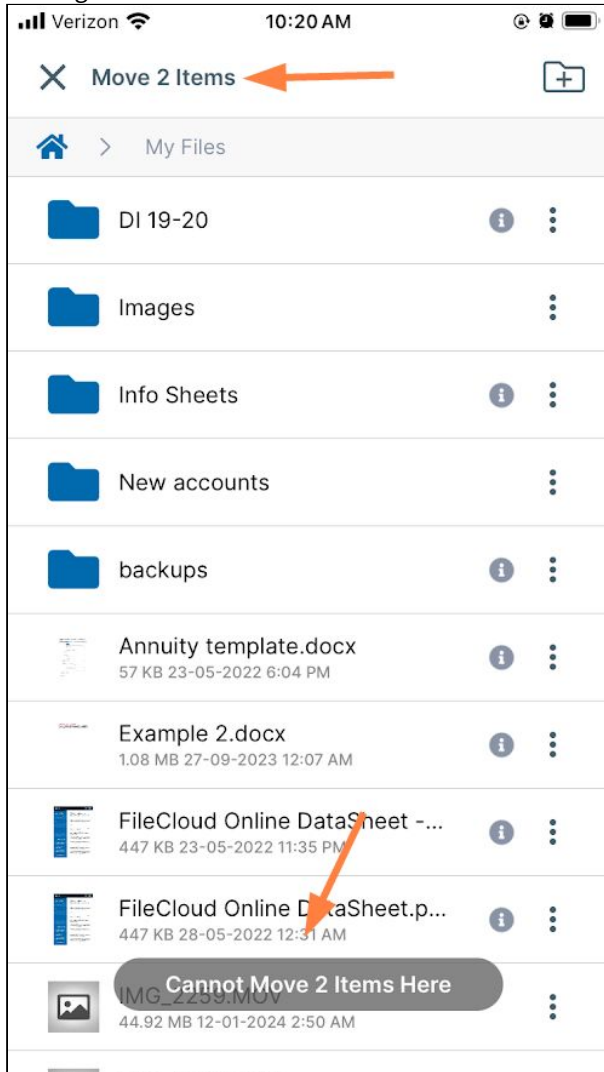 Verizon 10:20 AM
Move 2 Items
My Files
DI 19-20
Images
Info Sheets
New accounts
backups
Annuity template.docx
57 KB 23-05-2022 6:04 PM
Example 2.docx
1.08 MB 27-09-2023 12:07 AM
FileCloud Online DataSheet -...
447 KB 23-05-2022 11:35 PM
FileCloud Online DataSheet.p...
447 KB 28-05-2022 12:31 AM
Cannot Move 2 Items Here
IMG_2259.MOV
44.92 MB 12-01-2024 2:50 AM